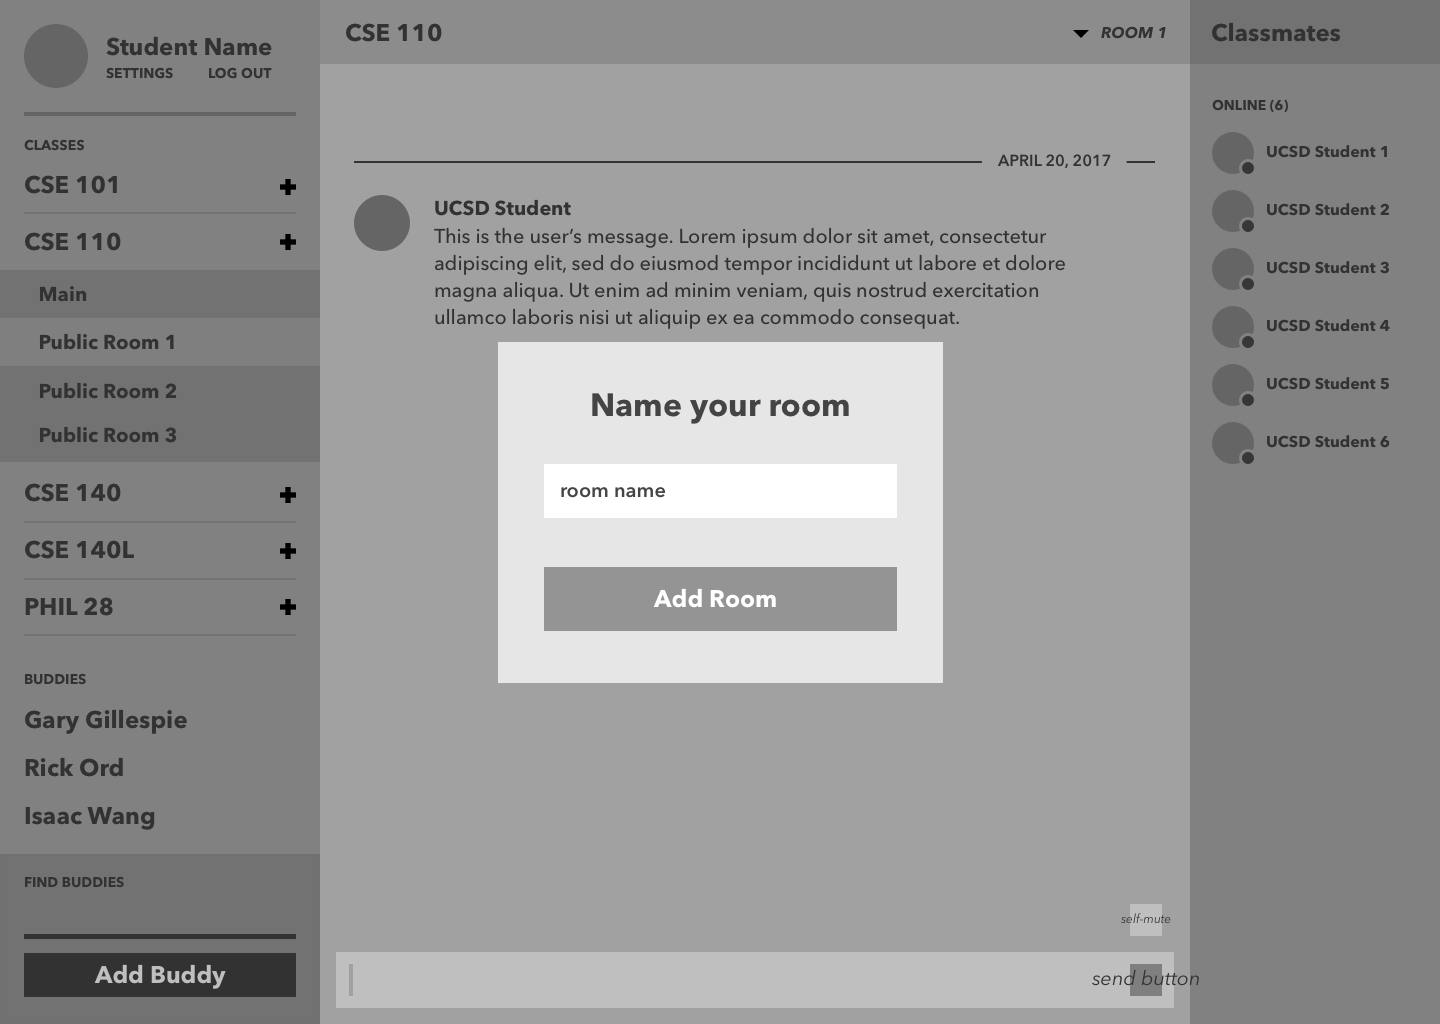 Student Name
SETTINGS LOG OUT
CLASSES
CSE 101
CSE 110
Main
Public Room 1
Public Room 2
Public Room 3
CSE 140
CSE 140L
PHIL 28
BUDDIES
Gary Gillespie
Rick Ord
Isaac Wang
FIND BUDDIES
Add Buddy
CSE 110
ROOM 1
APRIL 20, 2017
UCSD Student
This is the user’s message. Lorem ipsum dolor sit amet, consectetur
adipiscing elit, sed do eiusmod tempor incididunt ut labore et dolore
magna aliqua. Ut enim ad minim veniam, quis nostrud exercitation
ullamco laboris nisi ut aliquip ex ea commodo consequat.
Name your room
room name
Add Room
self-mute
send button
Classmates
ONLINE (6)
UCSD Student 1
UCSD Student 2
UCSD Student 3
UCSD Student 4
UCSD Student 5
UCSD Student 6